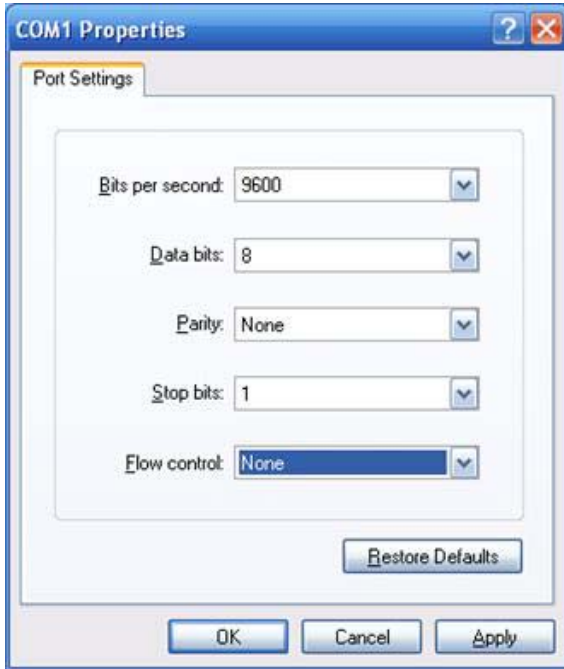 COM1 Properties
Port Settings
Bits per second: 9600
Data bits: 8
Parity: None
Stop bits: 1
Flow control: None
Restore Defaults
OK Cancel Apply